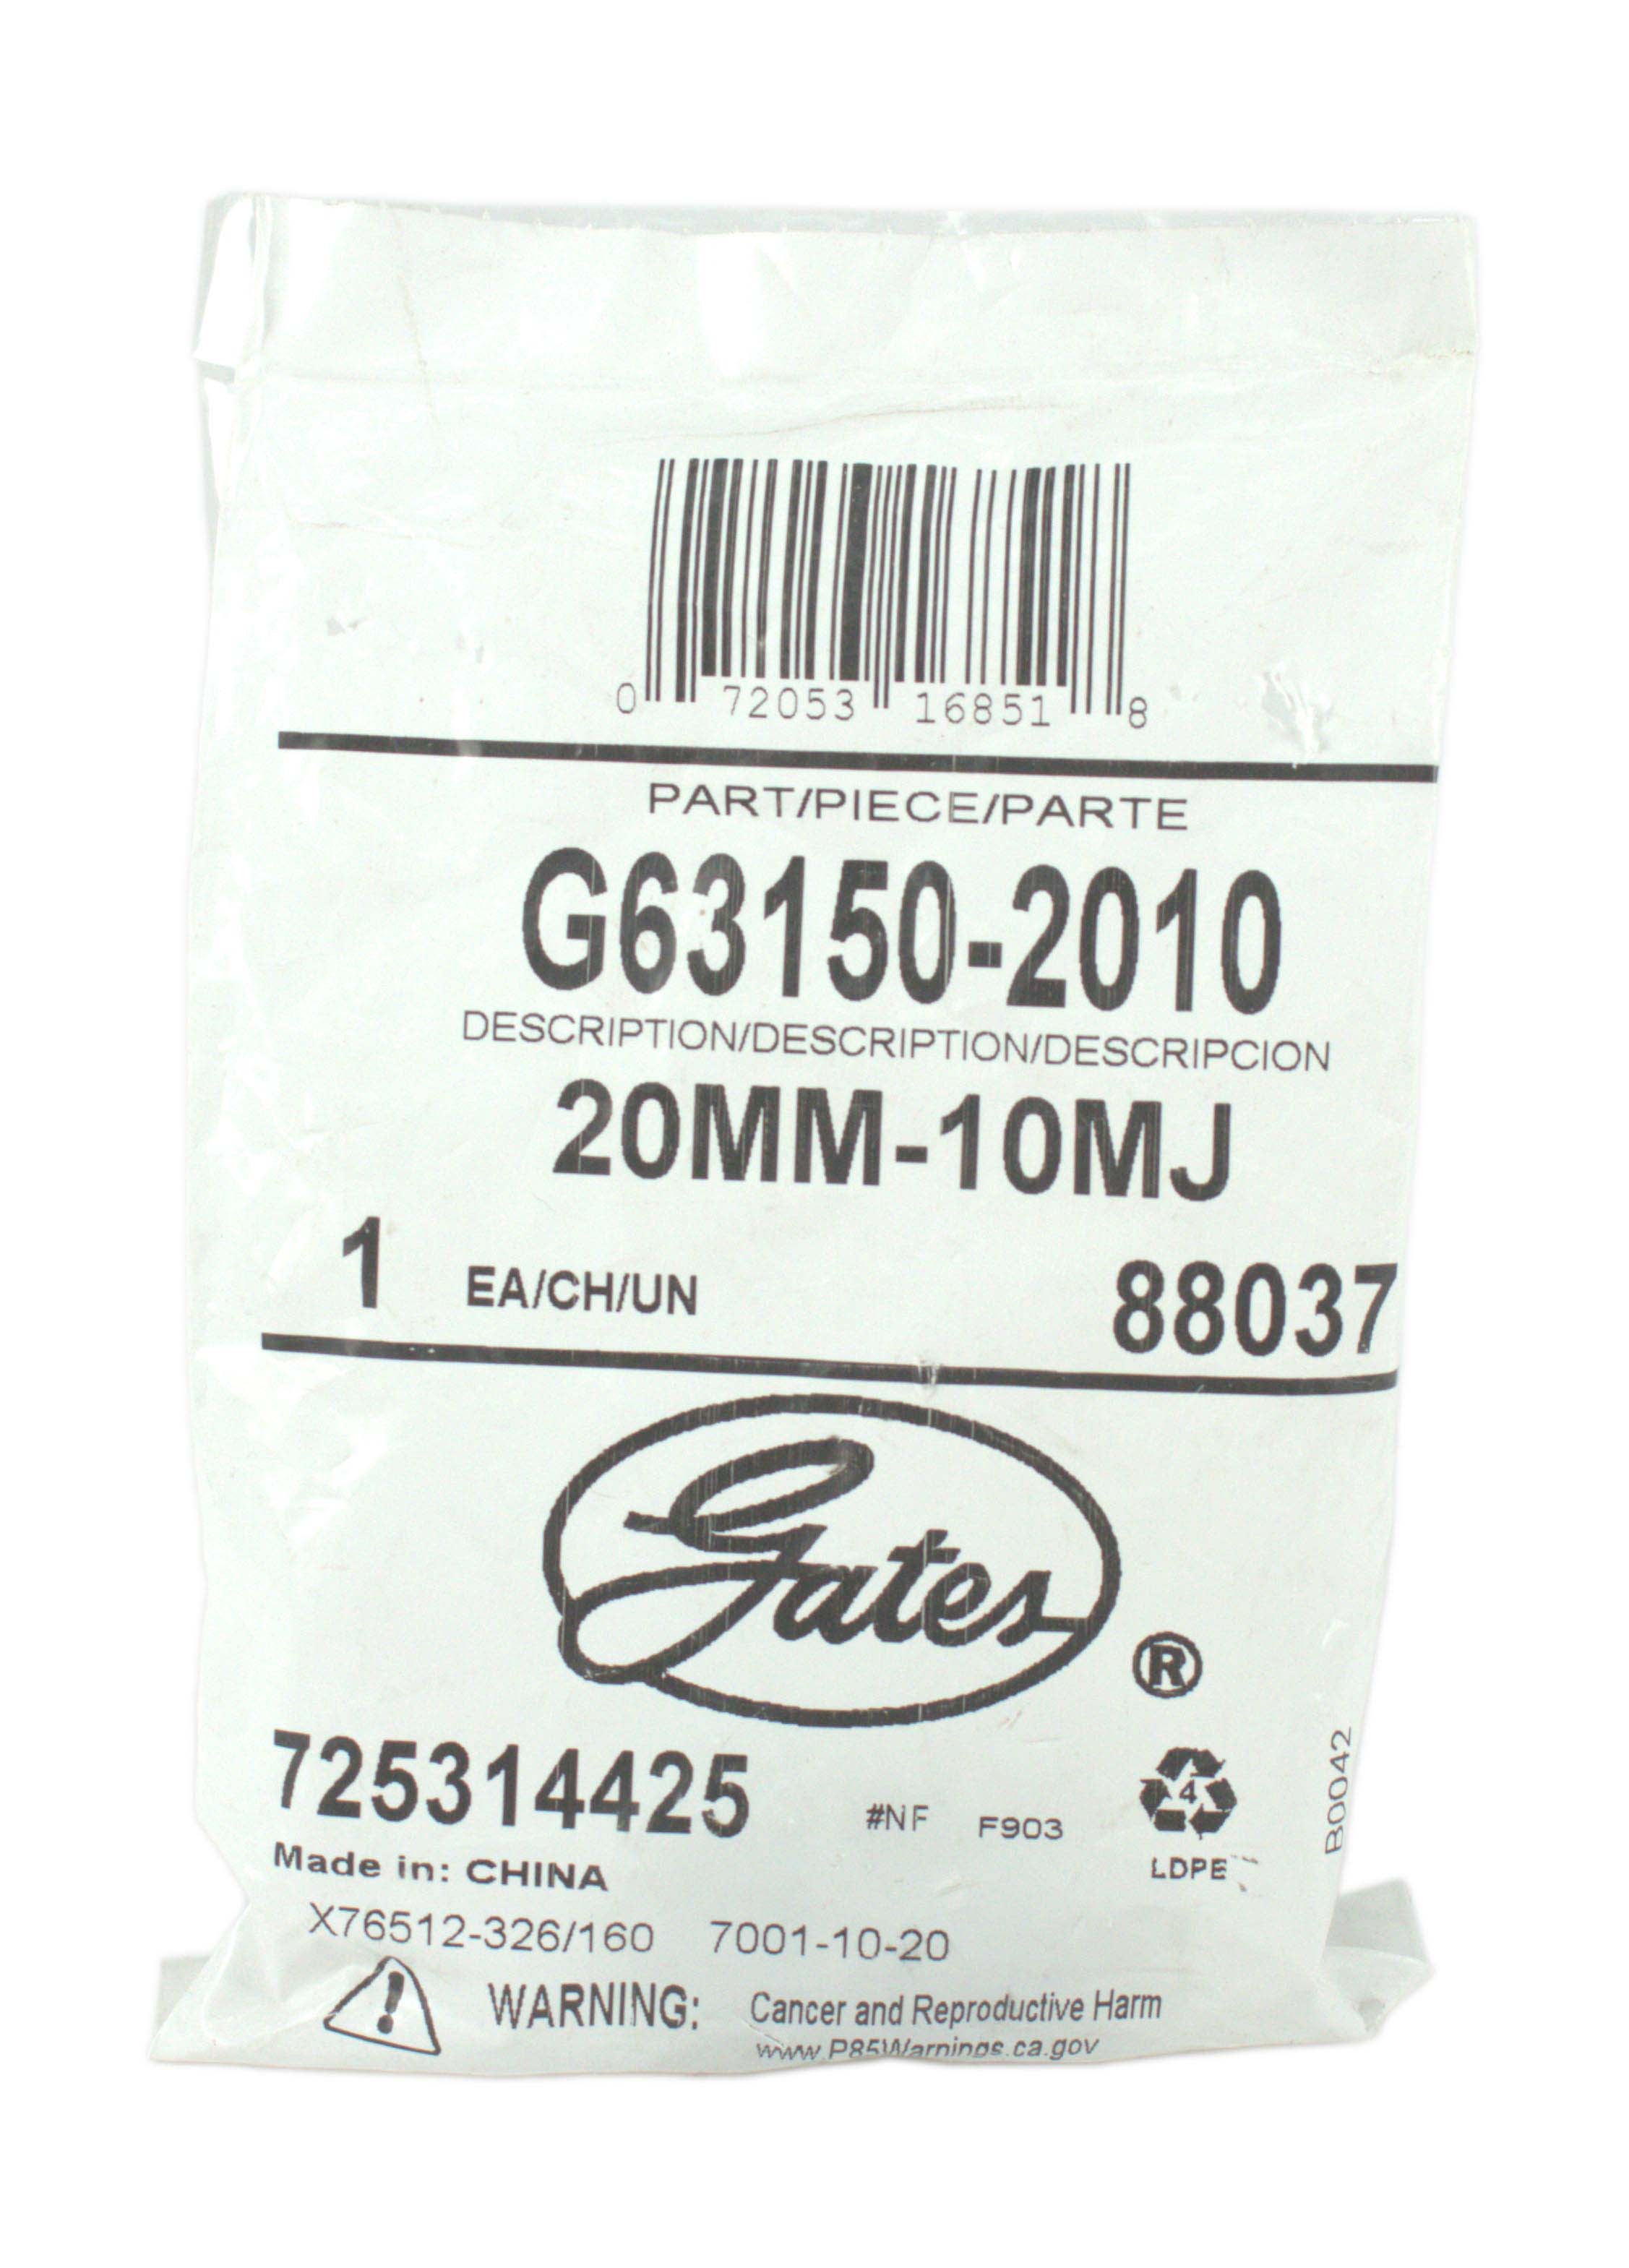 0 72053 16851 8
PART/PIECE/PARTE
G63150-2010
DESCRIPTION/DESCRIPTION/DESCRIPCION
20MM-10MJ
1 EA/CH/UN 88037
Gates ®
725314425 #NF F903 4
LDPE
B0042
Made in: CHINA
X76512-326/160 7001-10-20
WARNING: Cancer and Reproductive Harm
www.P85Warnings.ca.gov